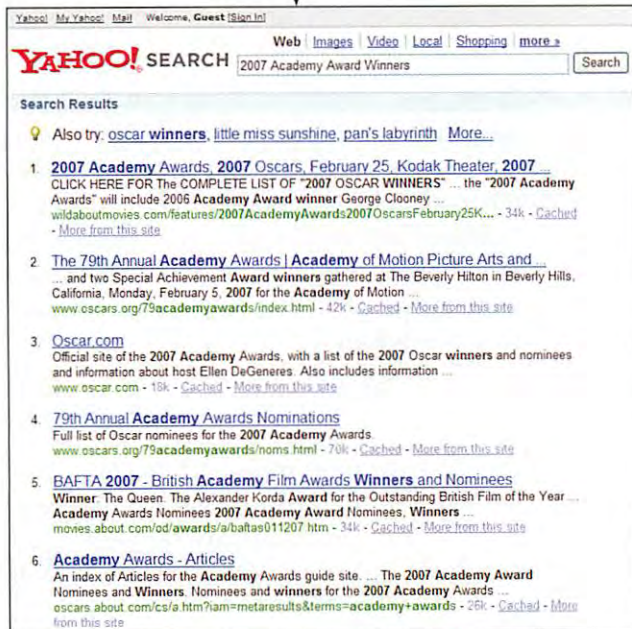 Yahoo! My Yahoo! Mail Welcome, Guest [Sign In]
Web | Images | Video | Local | Shopping | more »
YAHOO! SEARCH 2007 Academy Award Winners Search
Search Results
Also try: oscar winners, little miss sunshine, pan's labyrinth More...
1. 2007 Academy Awards, 2007 Oscars, February 25, Kodak Theater, 2007 ...
CLICK HERE FOR The COMPLETE LIST OF "2007 OSCAR WINNERS" ... the "2007 Academy
Awards" will include 2006 Academy Award winner George Clooney ...
wildaboutmovies.com/features/2007AcademyAwards2007OscarsFebruary25K... - 34k - Cached
- More from this site
2. The 79th Annual Academy Awards | Academy of Motion Picture Arts and ...
... and two Special Achievement Award winners gathered at The Beverly Hilton in Beverly Hills,
California, Monday, February 5, 2007 for the Academy of Motion ...
www.oscars.org/79academyawards/index.html - 42k - Cached - More from this site
3. Oscar.com
Official site of the 2007 Academy Awards, with a list of the 2007 Oscar winners and nominees
and information about host Ellen DeGeneres. Also includes information ...
www.oscar.com - 18k - Cached - More from this site
4. 79th Annual Academy Awards Nominations
Full list of Oscar nominees for the 2007 Academy Awards.
www.oscars.org/79academyawards/noms.html - 70k - Cached - More from this site
5. BAFTA 2007 - British Academy Film Awards Winners and Nominees
Winner: The Queen. The Alexander Korda Award for the Outstanding British Film of the Year ...
Academy Awards Nominees 2007 Academy Award Nominees, Winners ...
movies.about.com/od/awards/a/baftas011207.htm - 34k - Cached - More from this site
6. Academy Awards - Articles
An index of Articles for the Academy Awards guide site. ... The 2007 Academy Award
Nominees and Winners. Nominees and winners for the 2007 Academy Awards ...
oscars.about.com/cs/a.htm?iam=metaresults&terms=academy+awards - 26k - Cached - More
from this site